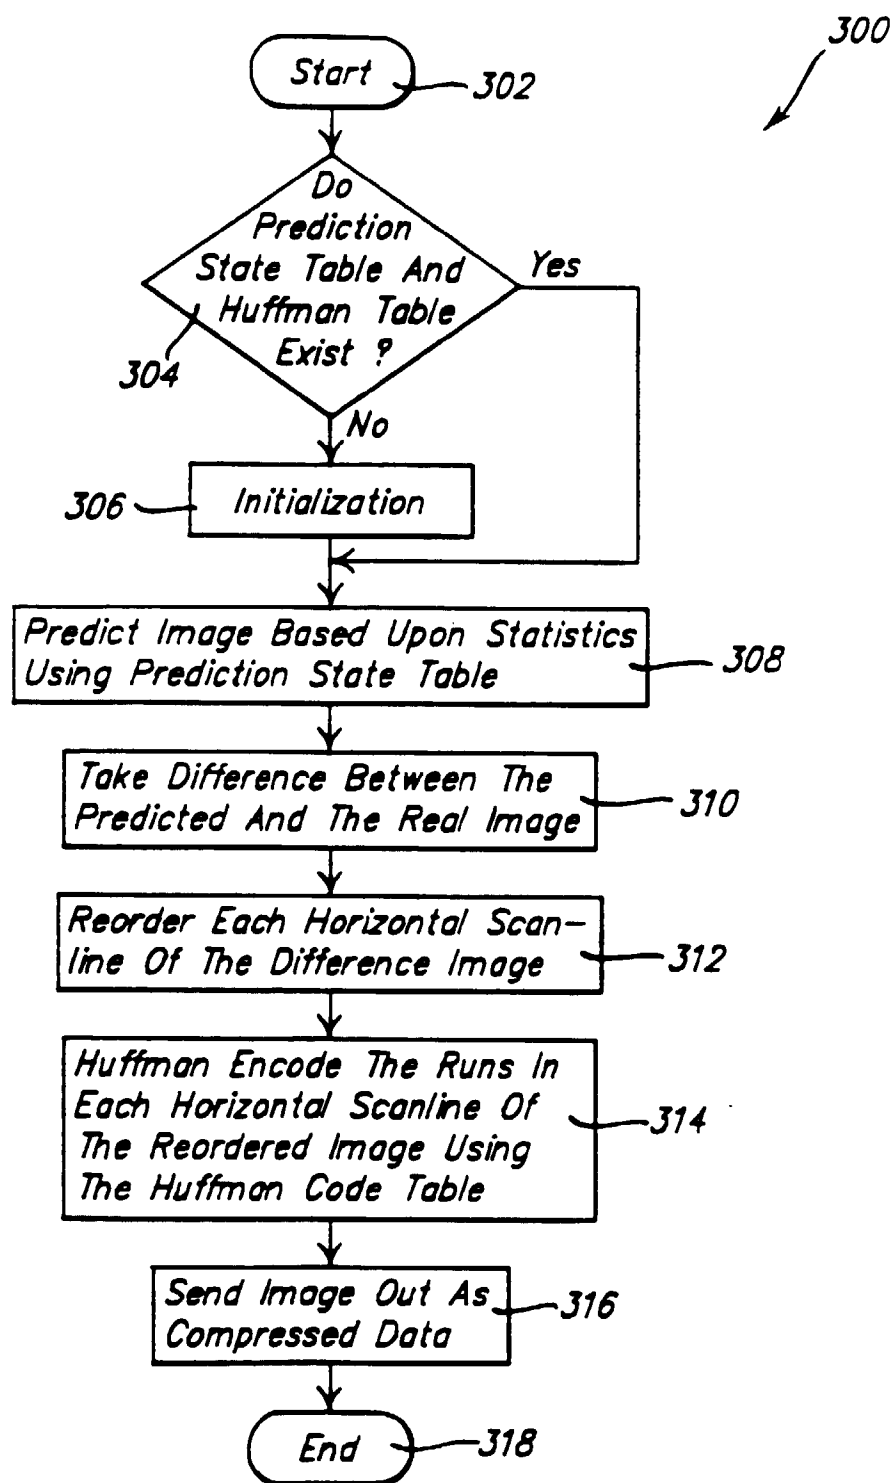 300
Start
302
Do
Prediction
State Table And
Huffman Table
Exist ?
304
Yes
No
Initialization
306
Predict Image Based Upon Statistics
Using Prediction State Table
308
Take Difference Between The
Predicted And The Real Image
310
Reorder Each Horizontal Scan-
line Of The Difference Image
312
Huffman Encode The Runs In
Each Horizontal Scanline Of
The Reordered Image Using
The Huffman Code Table
314
Send Image Out As
Compressed Data
316
End
318